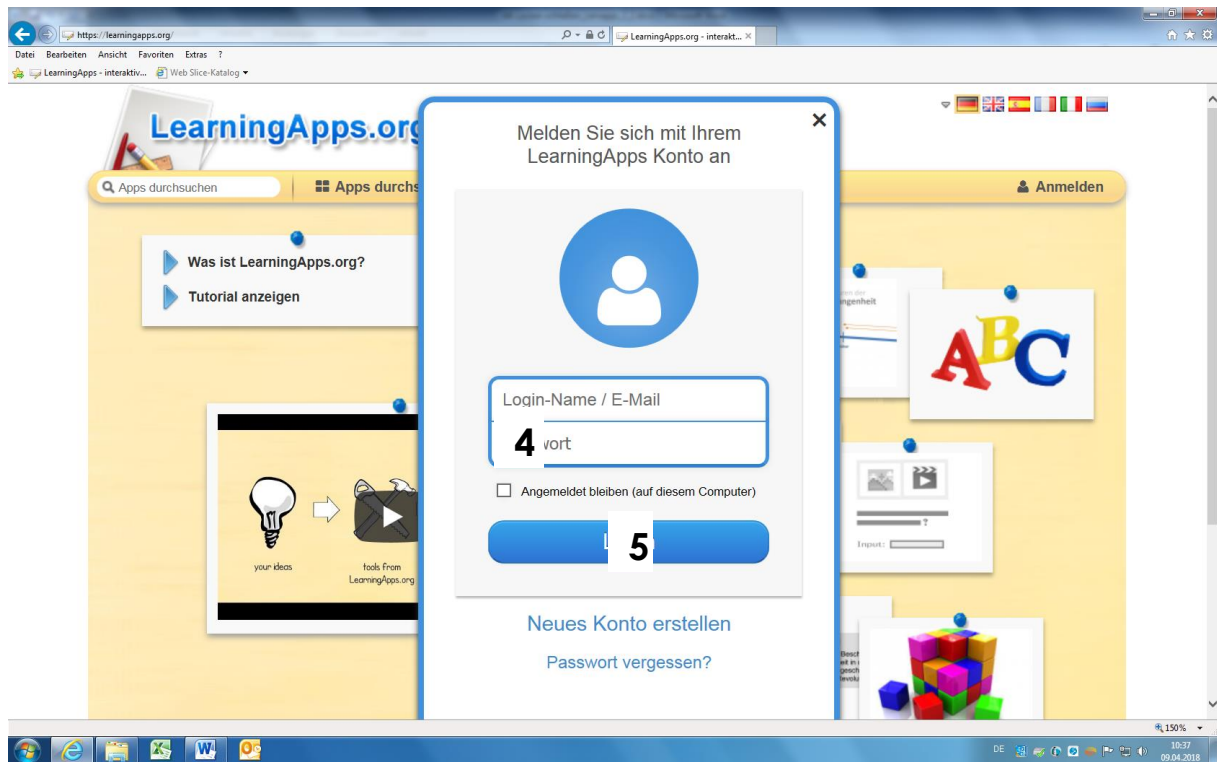 https://learningapps.org/
LearningApps.org - interakt...
Datei Bearbeiten Ansicht Favoriten Extras ?
LearningApps - interaktiv... Web Slice-Katalog
LearningApps.org
Apps durchsuchen
Apps durchs
Anmelden
Was ist LearningApps.org?
Tutorial anzeigen
your ideas
tools from
LearningApps.org
Melden Sie sich mit Ihrem
LearningApps Konto an
Login-Name / E-Mail
4 wort
Angemeldet bleiben (auf diesem Computer)
5
Neues Konto erstellen
Passwort vergessen?
ngenheit
ABC
?
Input:
150%
DE
10:37
09.04.2018